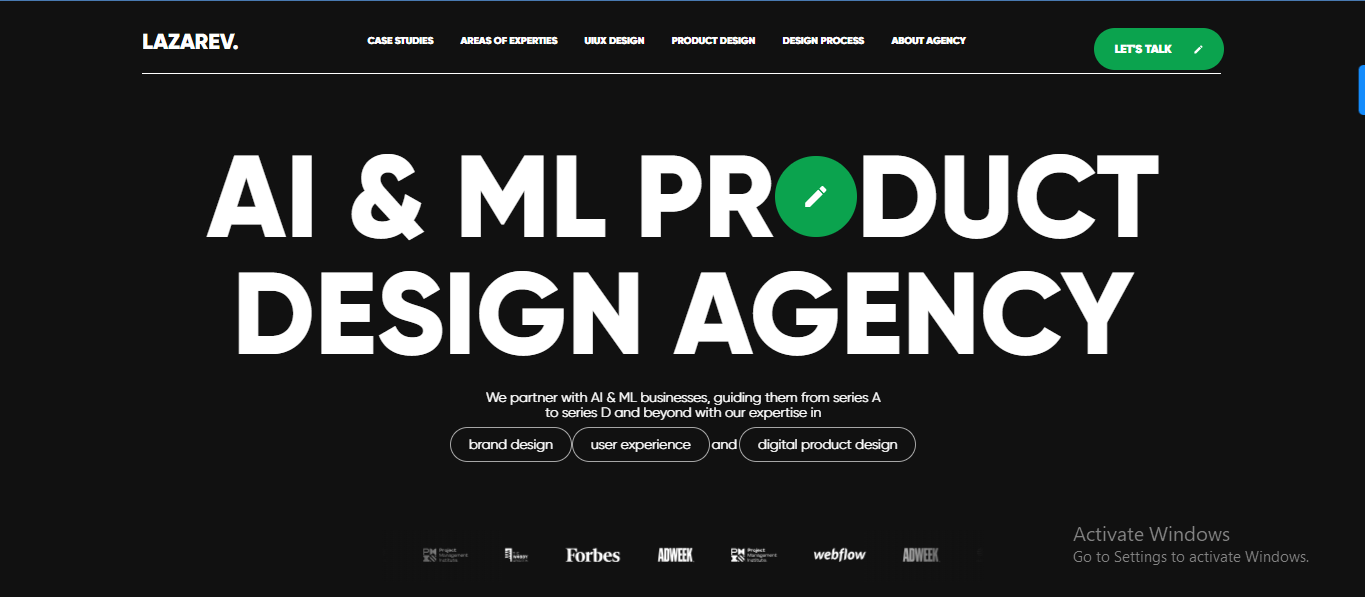 LAZAREV.
CASE STUDIES
AREAS OF EXPERTIES
UIUX DESIGN
PRODUCT DESIGN
DESIGN PROCESS
ABOUT AGENCY
LET'S TALK
AI & ML PR DUCT
DESIGN AGENCY
We partner with AI & ML businesses, guiding them from series A
to series D and beyond with our expertise in
brand design user experience and digital product design
Project
Management
Institute
Forbes
ADWEEK
Project
Management
Institute
webflow
ADWEEK
Activate Windows
Go to Settings to activate Windows.